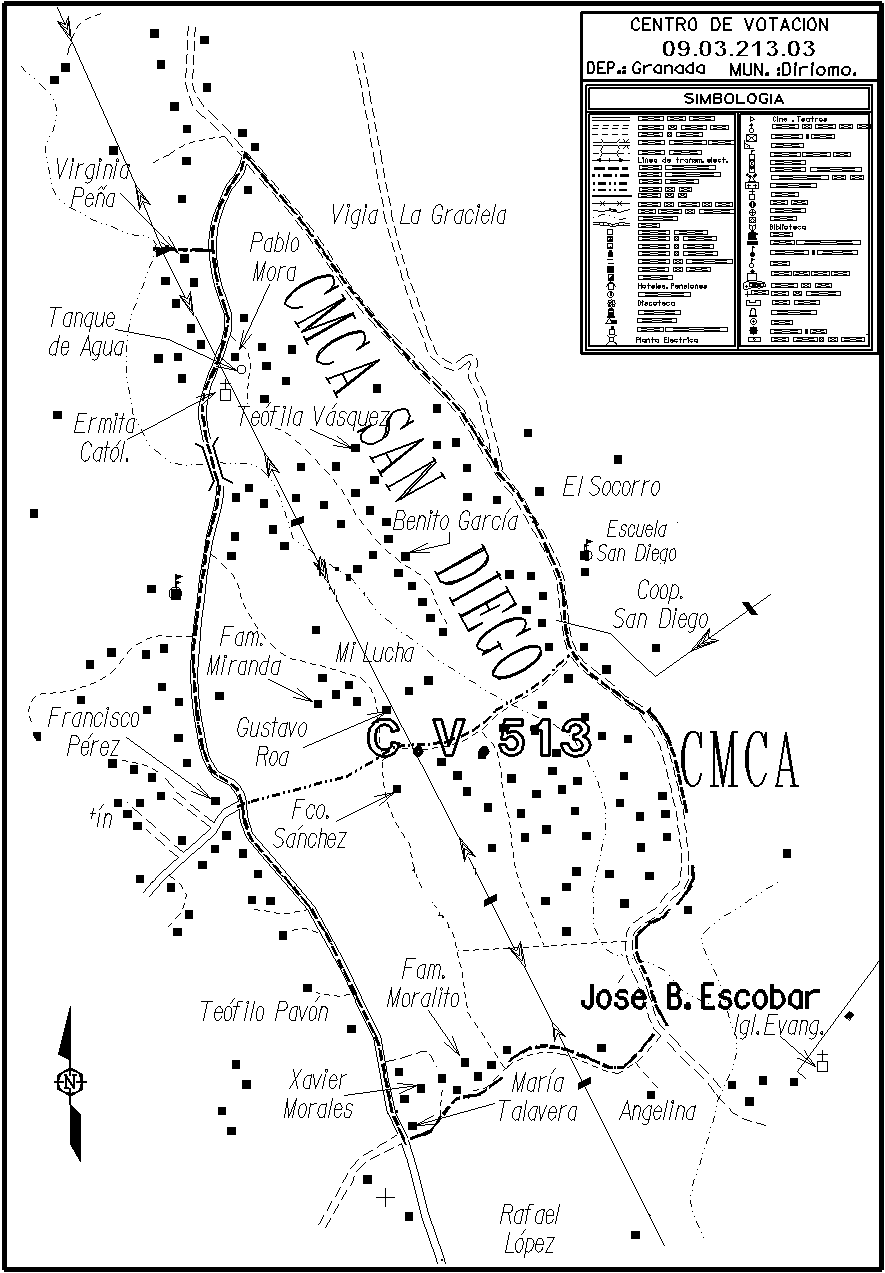 CENTRO DE VOTACION
09.03.213.03
DEP.: Granada MUN. :Diriomo.
SIMBOLOGIA
Linea de transm. elect.
Hoteles, Pensiones
Discoteca
Planta Electrica
Cine . Teatros
Biblioteca
Virginia
Peña
Vigia La Graciela
Pablo
Mora
Tanque
de Agua
CMCA SAN DIEGO
Ermita
Catól.
Teófila Vásquez
El Socorro
Benito García
Escuela
San Diego
Coop.
San Diego
Fam.
Miranda
Mi Lucha
Francisco
Pérez
Gustavo
Roa
C V 513
CMCA
Fco.
Sánchez
tín
Fam.
Moralito
Teófilo Pavón
Jose B. Escobar
Igl. Evang.
N
Xavier
Morales
María
Talavera
Angelina
Rafael
López